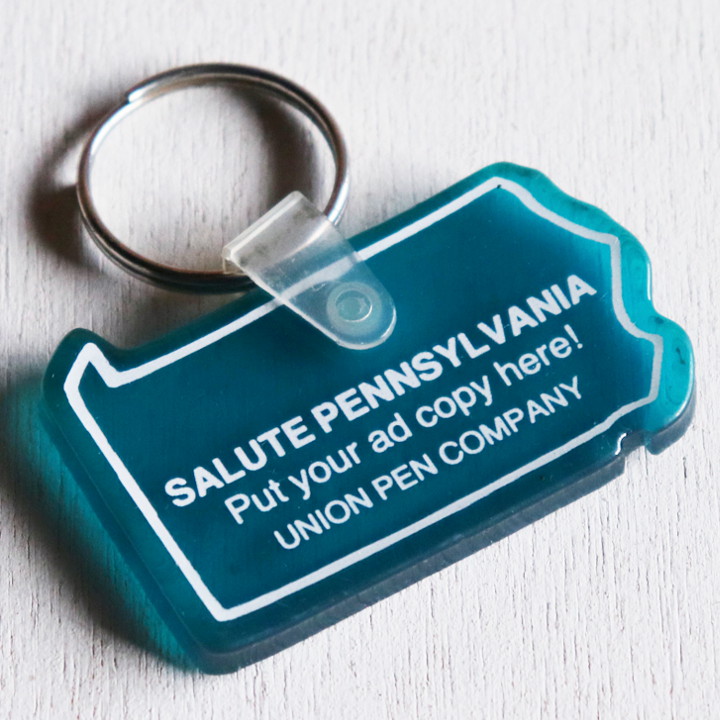 SALUTE PENNSYLVANIA
Put your ad copy here!
UNION PEN COMPANY